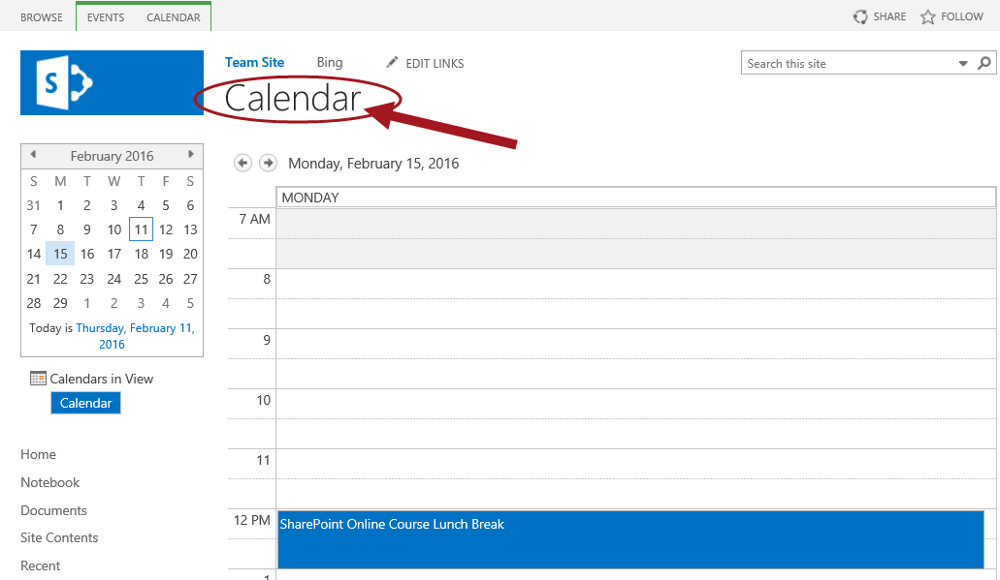 BROWSE EVENTS CALENDAR SHARE FOLLOW
S
Team Site Bing EDIT LINKS
Search this site
Calendar
February 2016
S M T W T F S
31 1 2 3 4 5 6
7 8 9 10 11 12 13
14 15 16 17 18 19 20
21 22 23 24 25 26 27
28 29 1 2 3 4 5
Today is Thursday, February 11,
2016
Calendars in View
Calendar
Home
Notebook
Documents
Site Contents
Recent
Monday, February 15, 2016
MONDAY
7 AM
8
9
10
11
12 PM
SharePoint Online Course Lunch Break
1